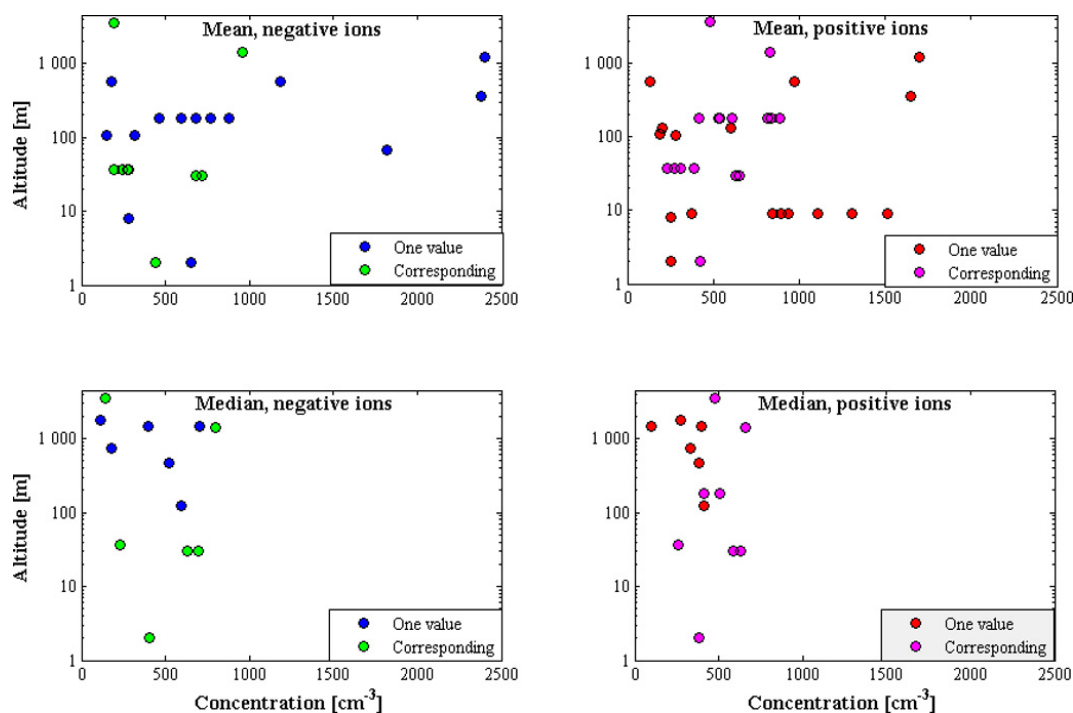 Mean, negative ions
Altitude [m]
1 000
100
10
1
One value
Corresponding
0 500 1000 1500 2000 2500
Mean, positive ions
Altitude [m]
1 000
100
10
1
One value
Corresponding
0 500 1000 1500 2000 2500
Median, negative ions
Altitude [m]
1 000
100
10
1
One value
Corresponding
0 500 1000 1500 2000 2500
Concentration [cm⁻³]
Median, positive ions
1 000
100
10
1
One value
Corresponding
0 500 1000 1500 2000 2500
Concentration [cm⁻³]